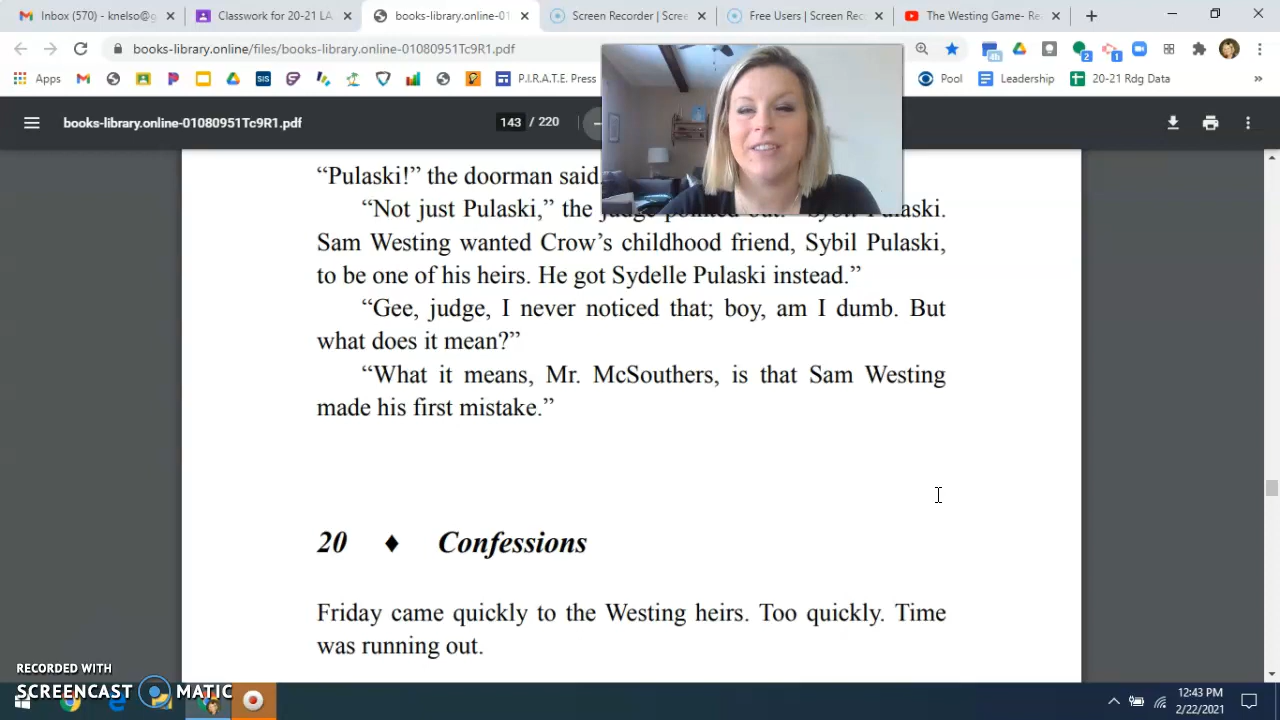 Inbox (570) - knelso@g
Classwork for 20-21 LA
books-library.online-01
Screen Recorder | Scre
Free Users | Screen Rec
The Westing Game- Re
books-library.online/files/books-library.online-01080951Tc9R1.pdf
Apps
SIS
P.I.R.A.T.E. Press
Pool
Leadership
20-21 Rdg Data
books-library.online-01080951Tc9R1.pdf
143 / 220
“Pulaski!” the doorman said.
“Not just Pulaski,” the judge pointed out. “Sybil Pulaski.
Sam Westing wanted Crow’s childhood friend, Sybil Pulaski,
to be one of his heirs. He got Sydelle Pulaski instead.”
“Gee, judge, I never noticed that; boy, am I dumb. But
what does it mean?”
“What it means, Mr. McSouthers, is that Sam Westing
made his first mistake.”
20 ♦ Confessions
Friday came quickly to the Westing heirs. Too quickly. Time
was running out.
RECORDED WITH
SCREENCAST MATIC
12:43 PM
2/22/2021